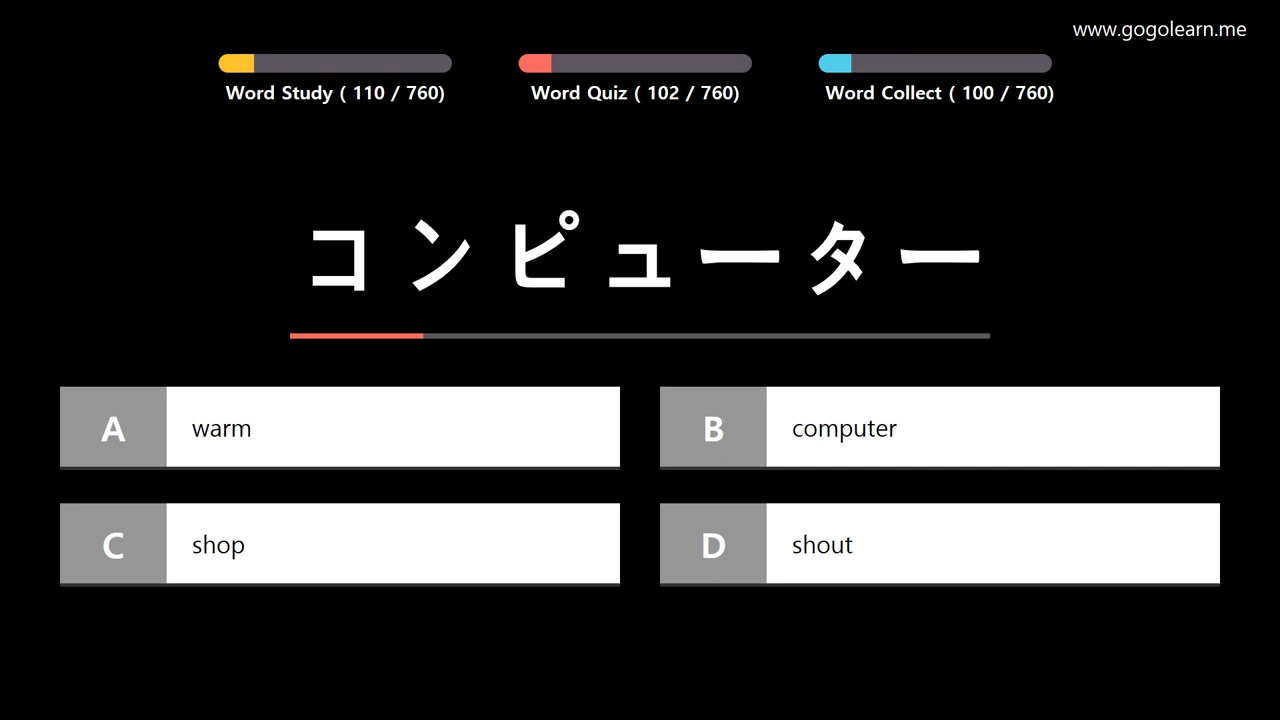 www.gogolearn.me
Word Study ( 110 / 760)
Word Quiz ( 102 / 760)
Word Collect ( 100 / 760)
コンピューター
A warm
B computer
C shop
D shout